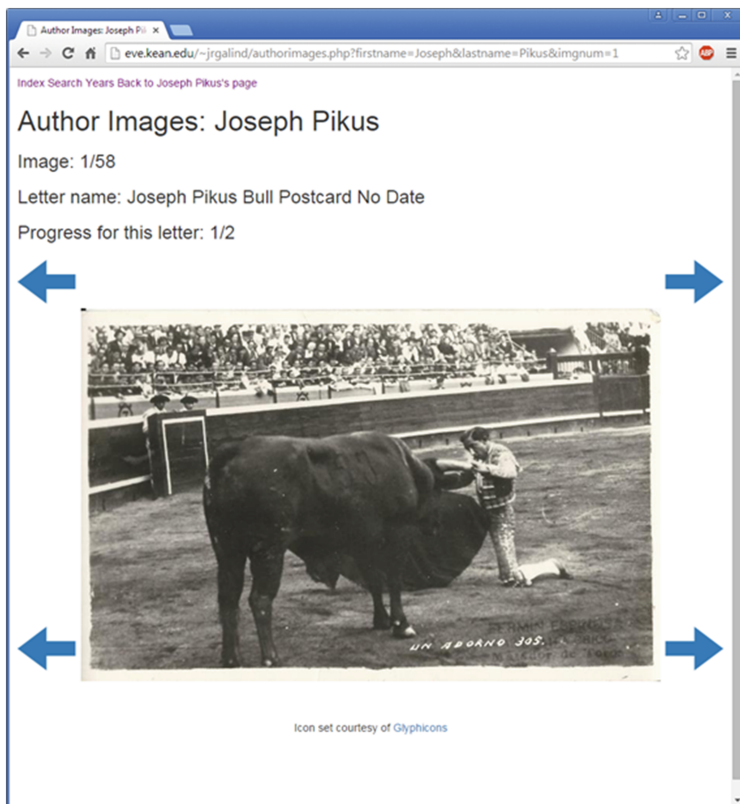 Author Images: Joseph Pi
eve.kean.edu/~jrgalind/authorimages.php?firstname=Joseph&lastname=Pikus&imgnum=1
ABP
Index Search Years Back to Joseph Pikus's page
Author Images: Joseph Pikus
Image: 1/58
Letter name: Joseph Pikus Bull Postcard No Date
Progress for this letter: 1/2
UN ADORNO 305.
Icon set courtesy of Glyphicons